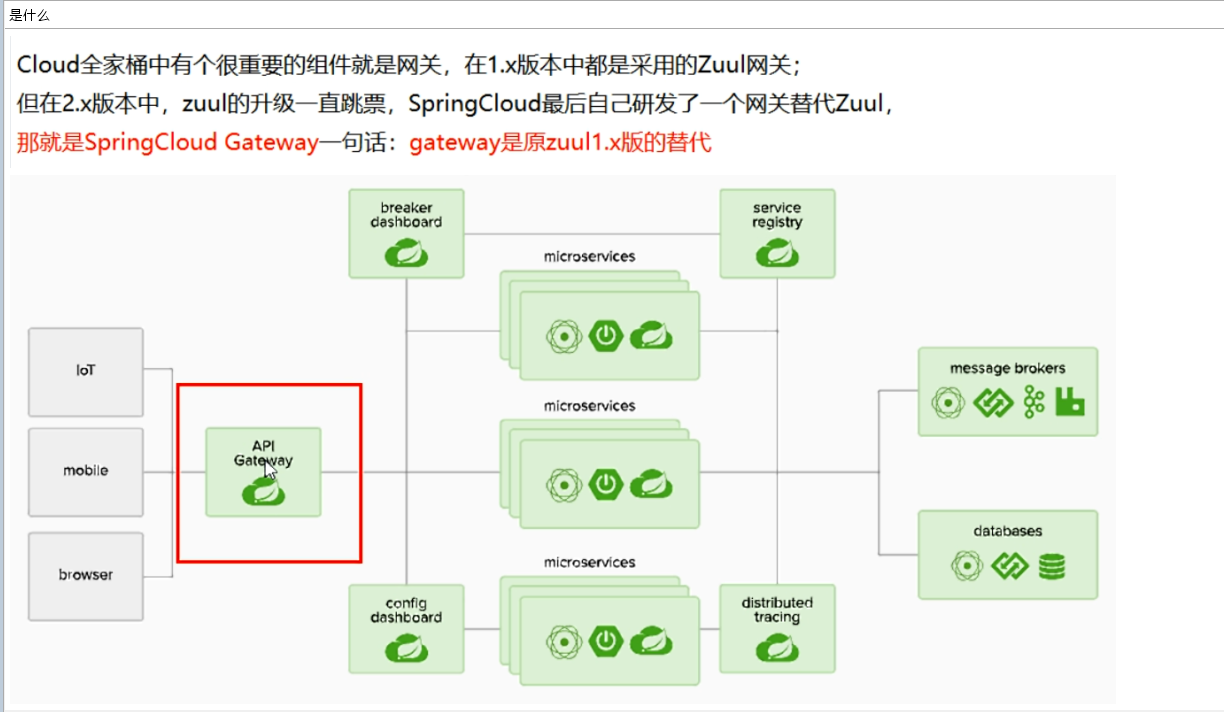 是什么
Cloud全家桶中有个很重要的组件就是网关，在1.x版本中都是采用的Zuul网关；
但在2.x版本中，zuul的升级一直跳票，SpringCloud最后自己研发了一个网关替代Zuul，
那就是SpringCloud Gateway一句话：gateway是原zuul1.x版的替代
breaker
dashboard
service
registry
microservices
IoT
message brokers
microservices
API
Gateway
mobile
databases
microservices
browser
config
dashboard
distributed
tracing